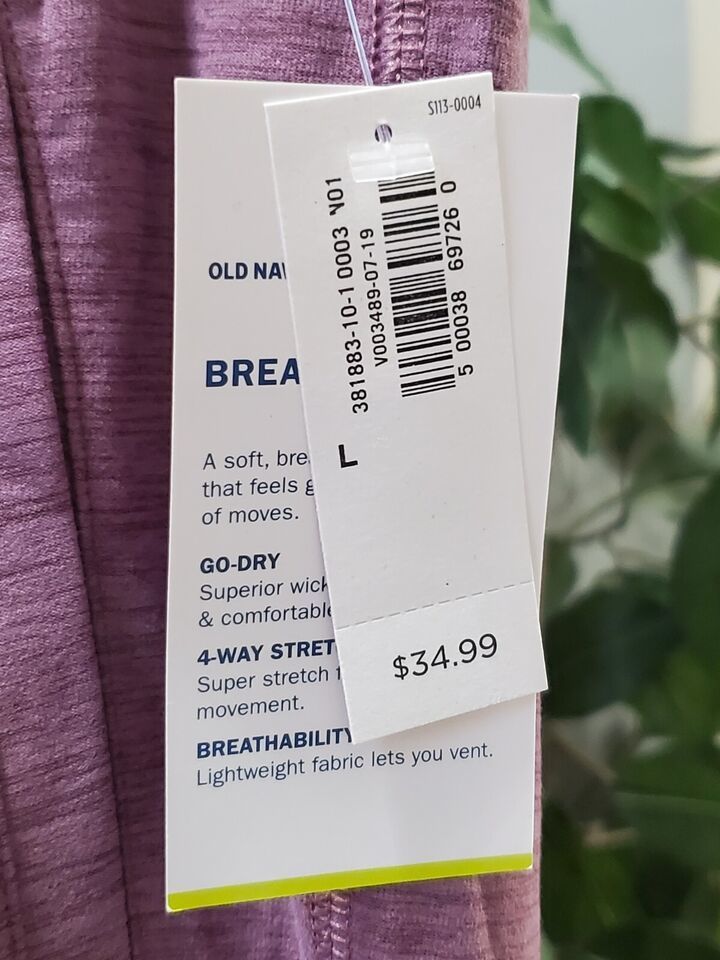 S113-0004
381883-10-1 0003 V01
V003489-07-19
5 00038 69726 0
L
$34.99
OLD NAV
BREA
A soft, brea
that feels g
of moves.
GO-DRY
Superior wick
& comfortable
4-WAY STRET
Super stretch f
movement.
BREATHABILITY
Lightweight fabric lets you vent.